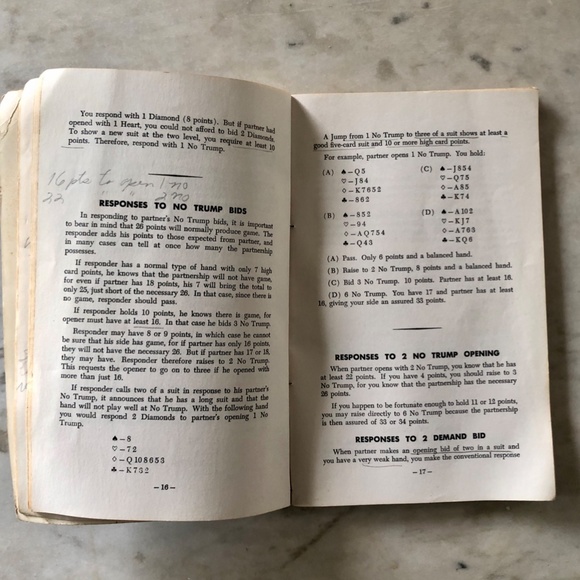 You respond with 1 Diamond (8 points). But if partner had
opened with 1 Heart, you could not afford to bid 2 Diamonds.
To show a new suit at the two level, you require at least 10
points. Therefore, respond with 1 No Trump.
16 pts to open 1 no
22 " 2 no
RESPONSES TO NO TRUMP BIDS
In responding to partner's No Trump bids, it is important
to bear in mind that 26 points will normally produce game. The
responder adds his points to those expected from partner, and
in many cases can tell at once how many the partnership
possesses.
If responder has a normal type of hand with only 7 high
card points, he knows that the partnership will not have game,
for even if partner has 18 points, his 7 will bring the total to
only 25, just short of the necessary 26. In that case, since there is
no game, responder should pass.
If responder holds 10 points, he knows there is game, for
opener must have at least 16. In that case he bids 3 No Trump.
Responder may have 8 or 9 points, in which case he cannot
be sure that his side has game, for if partner has only 16 points,
they will not have the necessary 26. But if partner has 17 or 18,
they may have. Responder therefore raises to 2 No Trump.
This requests the opener to go on to three if he opened with
more than just 16.
If responder calls two of a suit in response to his partner's
No Trump, it announces that he has a long suit and that the
hand will not play well at No Trump. With the following hand
you would respond 2 Diamonds to partner's opening 1 No
Trump.
♠–8
♡–72
♢–Q108653
♣–K732
– 16 –
A Jump from 1 No Trump to three of a suit shows at least a
good five-card suit and 10 or more high card points.
For example, partner opens 1 No Trump. You hold:
(A) ♠–Q5
♡–J84
♢–K7652
♣–862
(C) ♠–J854
♡–Q75
♢–A85
♣–K74
(B) ♠–852
♡–94
♢–AQ754
♣–Q43
(D) ♠–A102
♡–KJ7
♢–A763
♣–KQ6
(A) Pass. Only 6 points and a balanced hand.
(B) Raise to 2 No Trump, 8 points and a balanced hand.
(C) Bid 3 No Trump. 10 points. Partner has at least 16.
(D) 6 No Trump. You have 17 and partner has at least
16, giving your side an assured 33 points.
RESPONSES TO 2 NO TRUMP OPENING
When partner opens with 2 No Trump, you know that he has
at least 22 points. If you have 4 points, you should raise to 3
No Trump, for you know that the partnership has the necessary
26 points.
If you happen to be fortunate enough to hold 11 or 12 points,
you may raise directly to 6 No Trump because the partnership
is then assured of 33 or 34 points.
RESPONSES TO 2 DEMAND BID
When partner makes an opening bid of two in a suit and
you have a very weak hand, you make the conventional response
– 17 –